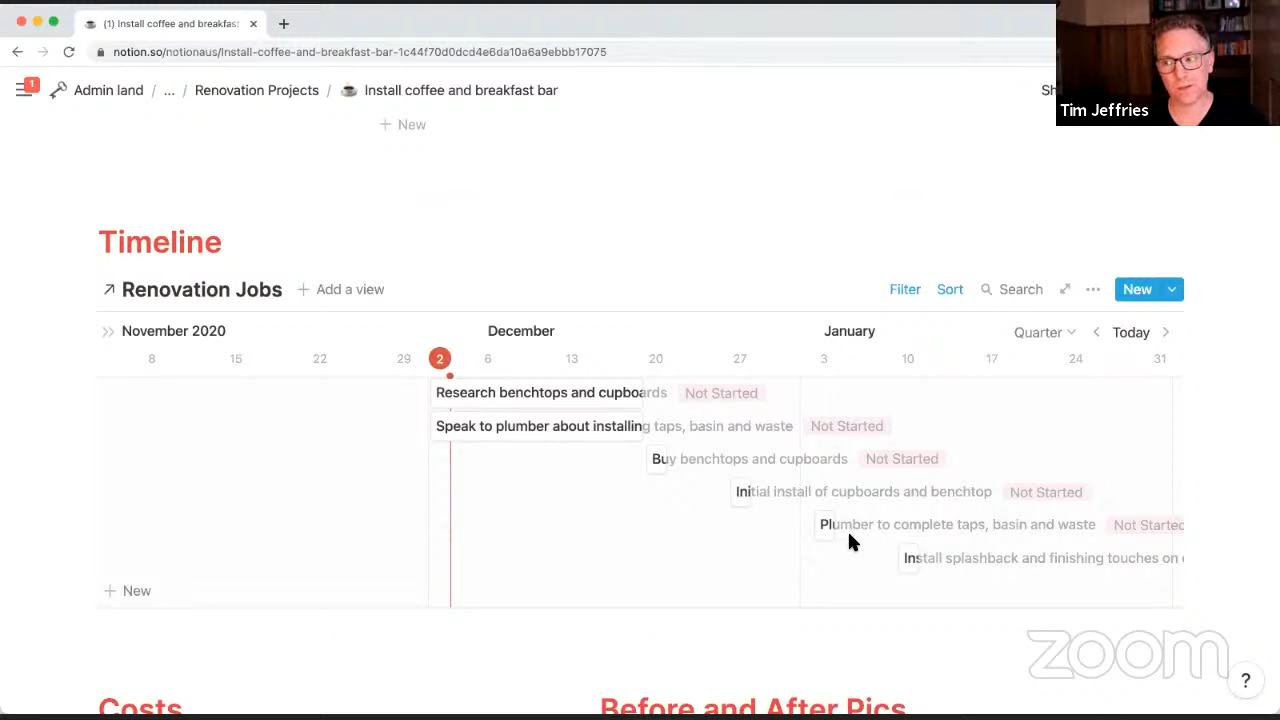 (1) Install coffee and breakfast
notion.so/notionaus/Install-coffee-and-breakfast-bar-1c44f70d0dcd4e6da10a6a9ebbb17075
1
Admin land / ... / Renovation Projects / Install coffee and breakfast bar
Sh
Tim Jeffries
+ New
Timeline
Renovation Jobs + Add a view
Filter Sort Search ... New
November 2020 December January Quarter Today
8 15 22 29 2 6 13 20 27 3 10 17 24 31
Research benchtops and cupboards Not Started
Speak to plumber about installing taps, basin and waste Not Started
Buy benchtops and cupboards Not Started
Initial install of cupboards and benchtop Not Started
Plumber to complete taps, basin and waste Not Started
Install splashback and finishing touches on
+ New
zoom
?
Costs Before and After Pics